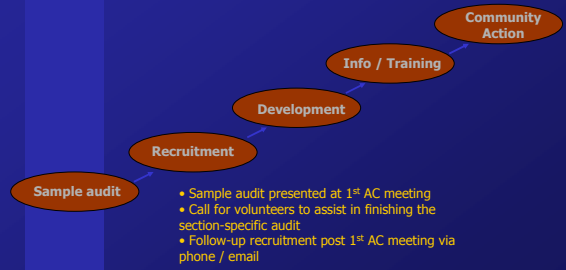 Community
Action
Info / Training
Development
Recruitment
Sample audit
• Sample audit presented at 1st AC meeting
• Call for volunteers to assist in finishing the
section-specific audit
• Follow-up recruitment post 1st AC meeting via
phone / email